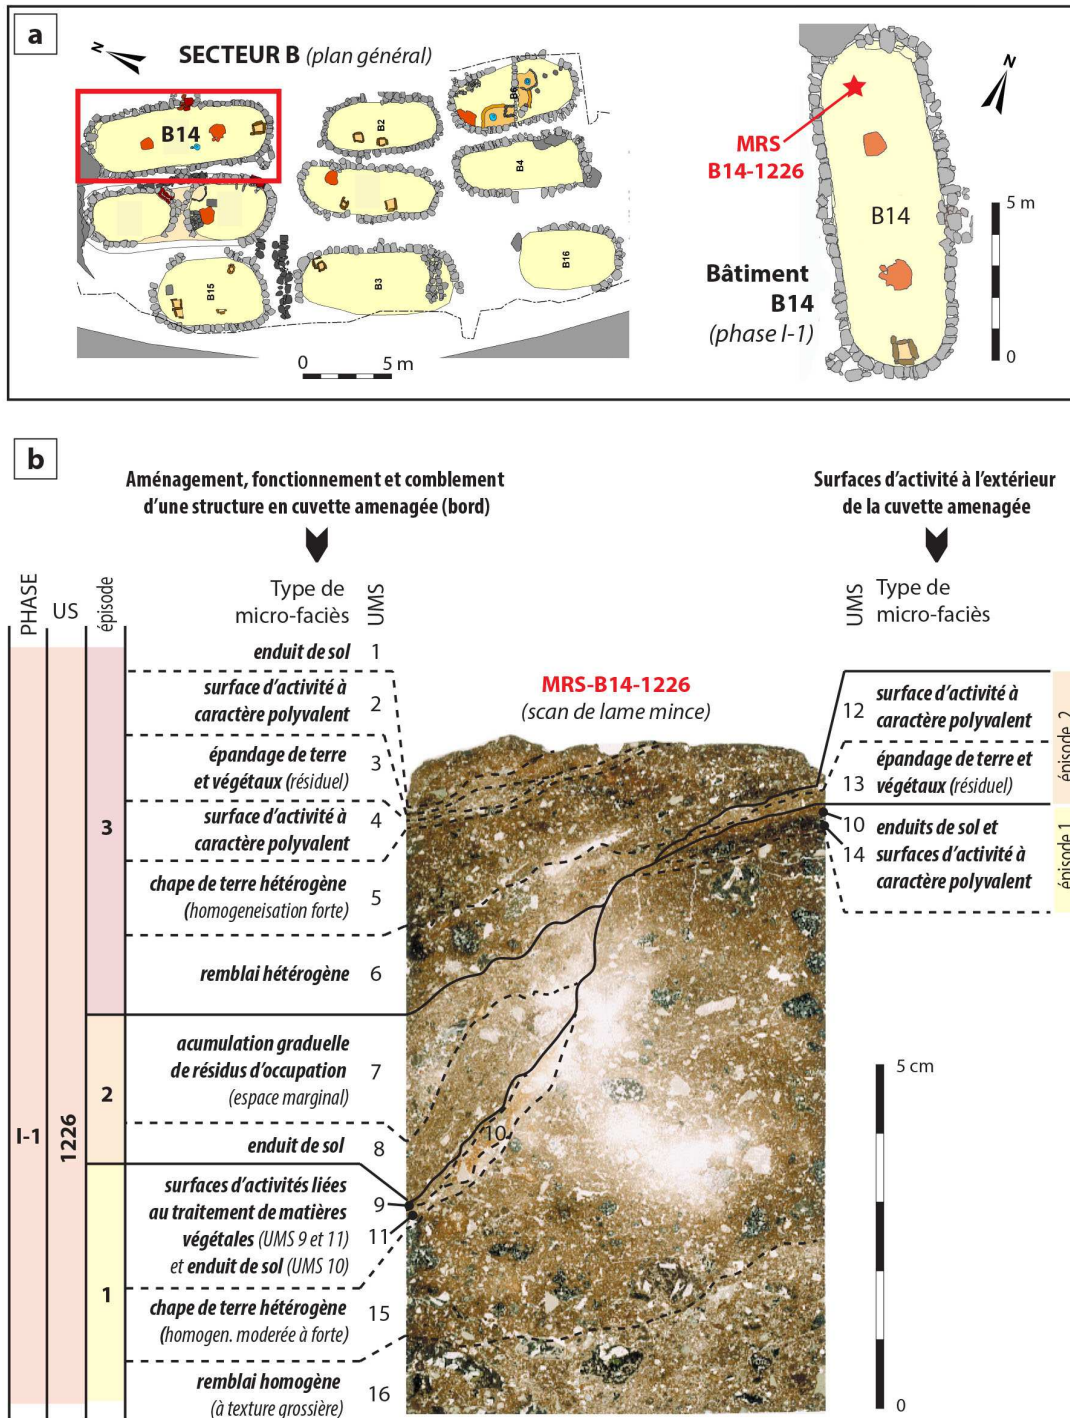 a
N
SECTEUR B (plan général)
B14
B2
B6
B4
B15
B3
B16
0 5 m
N
MRS
B14-1226
B14
Bâtiment
B14
(phase I-1)
5 m
0
b
Aménagement, fonctionnement et comblement
d'une structure en cuvette amenagée (bord)
Surfaces d'activité à l'extérieur
de la cuvette amenagée
PHASE
US
épisode
Type de
micro-faciès
UMS
UMS
Type de
micro-faciès
enduit de sol 1
surface d'activité à
caractère polyvalent
2
épandage de terre
et végétaux (résiduel)
3
surface d'activité à
caractère polyvalent
4
chape de terre hétérogène
(homogeneisation forte)
5
remblai hétérogène 6
acumulation graduelle
de résidus d'occupation
(espace marginal)
7
enduit de sol 8
surfaces d'activités liées
au traitement de matières
végétales (UMS 9 et 11)
et enduit de sol (UMS 10)
9
11
chape de terre hétérogène
(homogen. moderée à forte)
15
remblai homogène
(à texture grossière)
16
I-1
1226
3
2
1
MRS-B14-1226
(scan de lame mince)
10
12
surface d'activité à
caractère polyvalent
13
épandage de terre et
végétaux (résiduel)
10
14
enduits de sol et
surfaces d'activité à
caractère polyvalent
épisode 2
épisode 1
5 cm
0